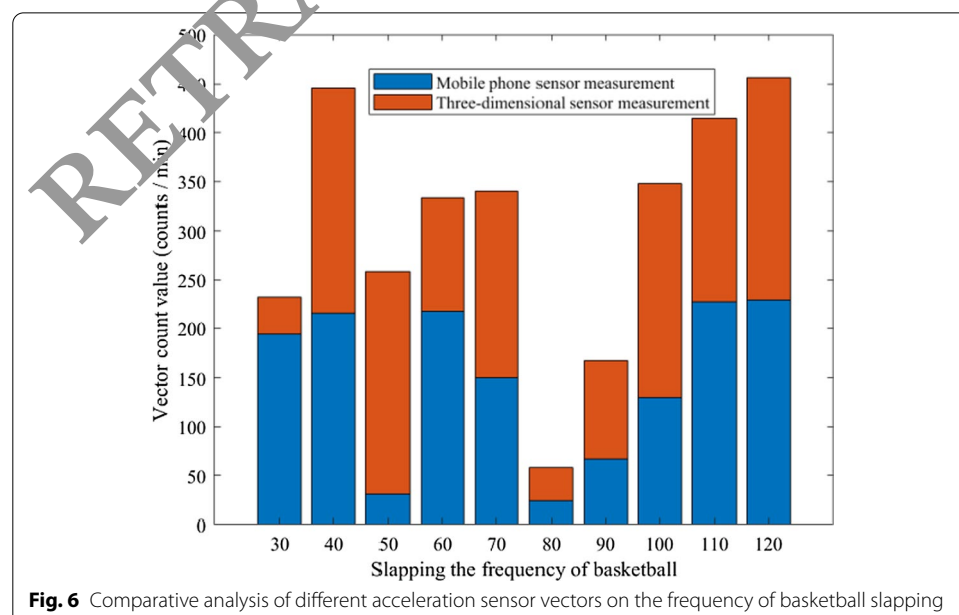 RETRA
500
450
400
350
300
250
200
150
100
50
0
Vector count value (counts / min)
Mobile phone sensor measurement
Three-dimensional sensor measurement
30 40 50 60 70 80 90 100 110 120
Slapping the frequency of basketball
Fig. 6 Comparative analysis of different acceleration sensor vectors on the frequency of basketball slapping